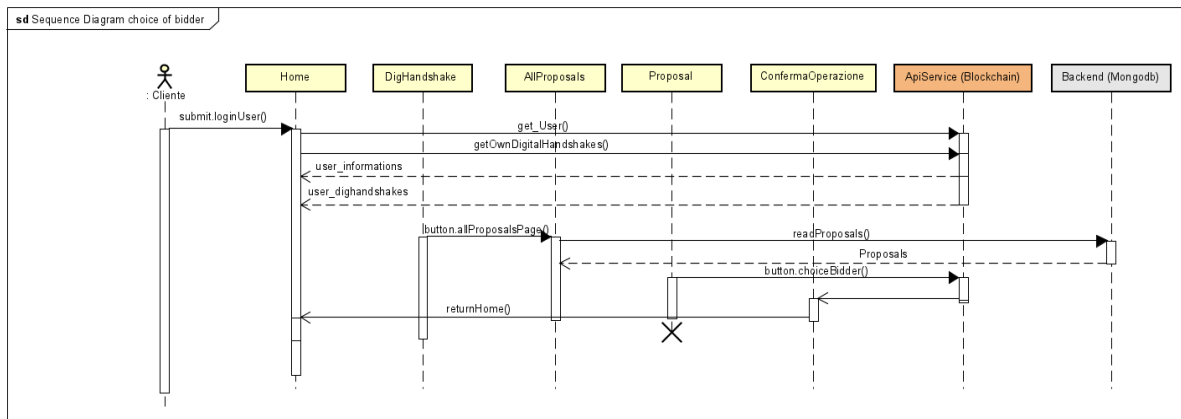 sd Sequence Diagram choice of bidder
Home
DigHandshake
AllProposals
Proposal
ConfermaOperazione
ApiService (Blockchain)
Backend (Mongodb)
: Cliente
submit.loginUser()
get_User()
getOwnDigitalHandshakes()
user_informations
user_dighandshakes
button.allProposalsPage()
readProposals()
Proposals
button.choiceBidder()
returnHome()